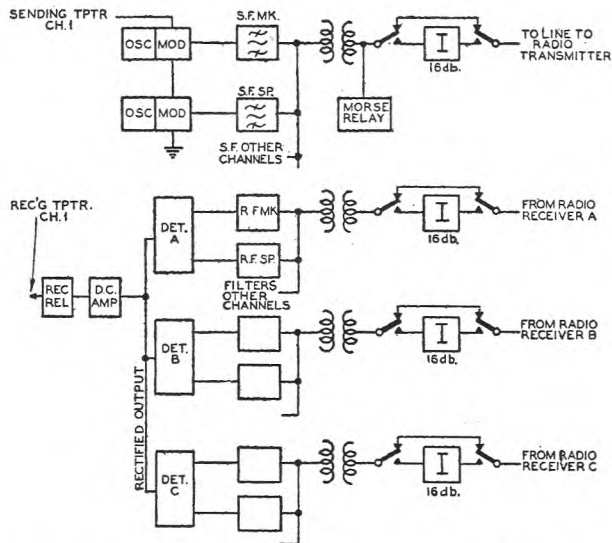 SENDING TPTR
CH.1
OSC MOD
S.F. MK.
I
16db.
TO LINE TO
RADIO
TRANSMITTER
MORSE
RELAY
OSC MOD
S.F. SP.
S.F. OTHER
CHANNELS
REC'G TPTR.
CH.1
REC
REL
D.C.
AMP
RECTIFIED OUTPUT
DET.
A
R F MK
R.F. SP.
FILTERS
OTHER
CHANNELS
I
16db.
FROM RADIO
RECEIVER A
DET.
B
I
16db.
FROM RADIO
RECEIVER B
DET.
C
I
16db.
FROM RADIO
RECEIVER C